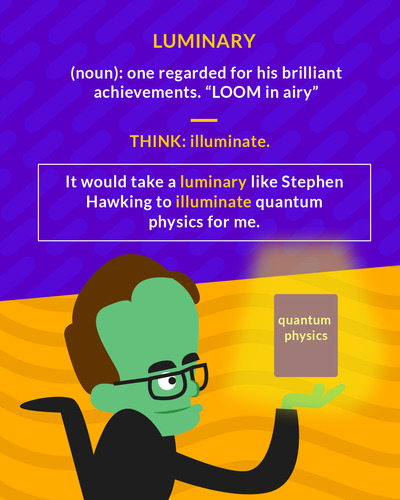 LUMINARY
(noun): one regarded for his brilliant
achievements. “LOOM in airy”
THINK: illuminate.
It would take a luminary like Stephen
Hawking to illuminate quantum
physics for me.
quantum
physics